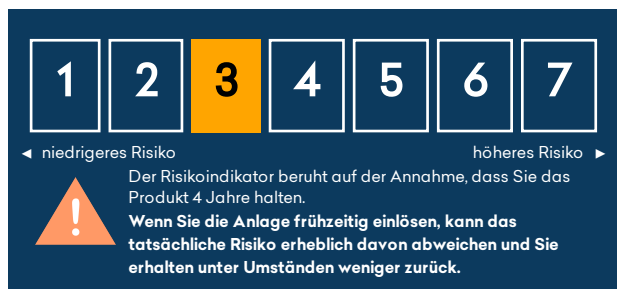 1 2 3 4 5 6 7
◄ niedrigeres Risiko höheres Risiko ►
Der Risikoindikator beruht auf der Annahme, dass Sie das
Produkt 4 Jahre halten.
Wenn Sie die Anlage frühzeitig einlösen, kann das
tatsächliche Risiko erheblich davon abweichen und Sie
erhalten unter Umständen weniger zurück.